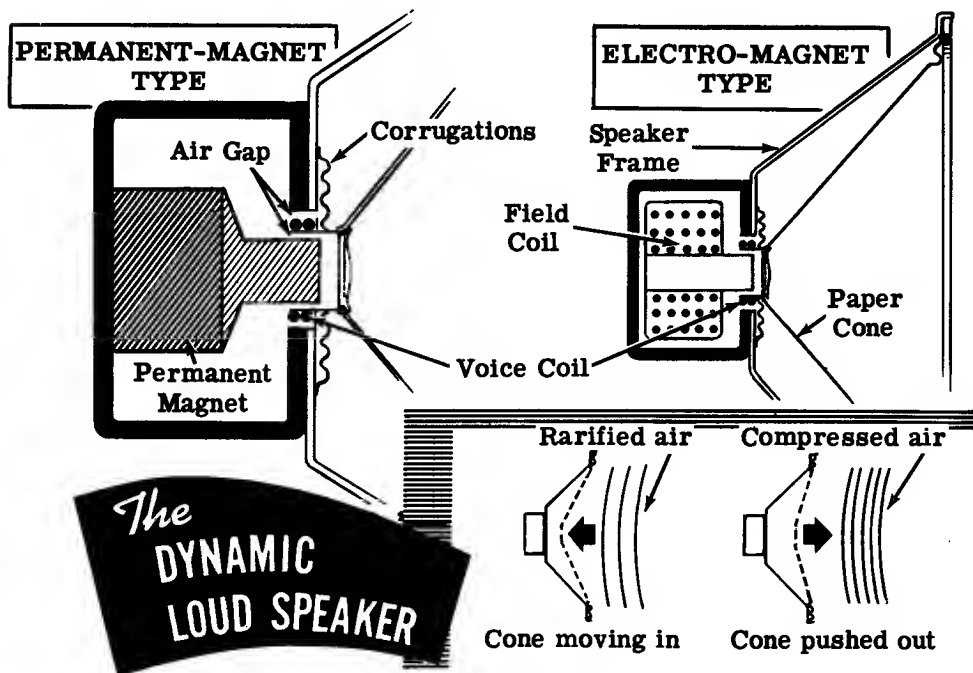 PERMANENT-MAGNET
TYPE
Corrugations
Air Gap
Permanent
Magnet
Voice Coil
ELECTRO-MAGNET
TYPE
Speaker
Frame
Field
Coil
Paper
Cone
The
DYNAMIC
LOUD SPEAKER
Rarified air
Compressed air
Cone moving in
Cone pushed out